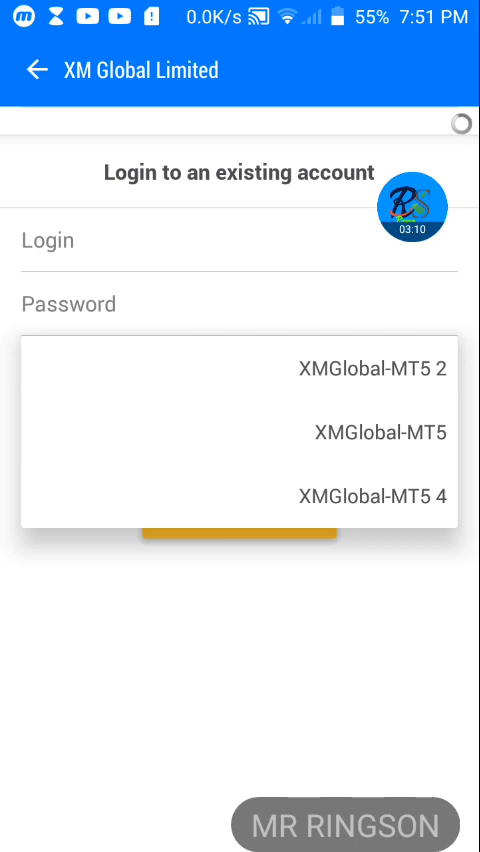 0.0K/s 55% 7:51 PM
XM Global Limited
Login to an existing account
RS
03:10
Login
Password
XMGlobal-MT5 2
XMGlobal-MT5
XMGlobal-MT5 4
MR RINGSON